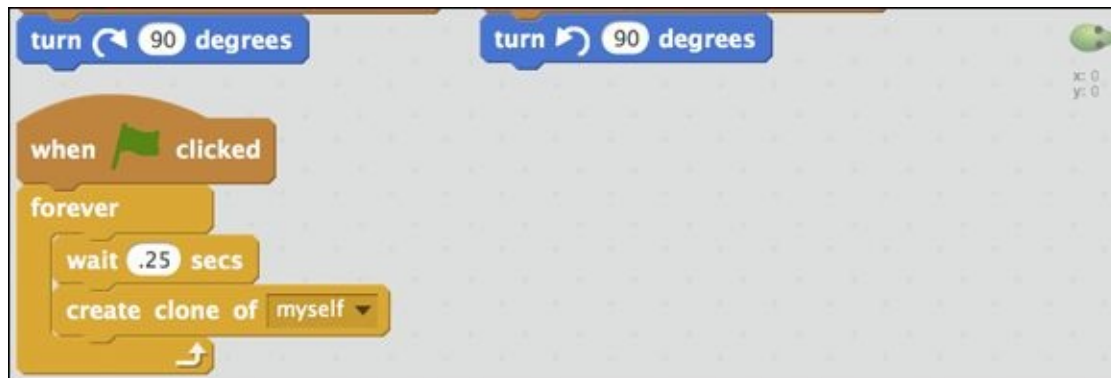 turn 90 degrees
turn 90 degrees
x: 0
y: 0
when clicked
forever
wait .25 secs
create clone of myself